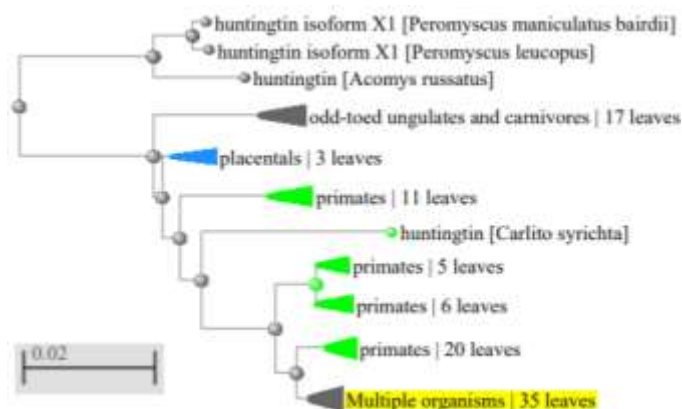 huntingtin isoform X1 [Peromyscus maniculatus bairdii]
huntingtin isoform X1 [Peromyscus leucopus]
huntingtin [Acomys russatus]
odd-toed ungulates and carnivores | 17 leaves
placentals | 3 leaves
primates | 11 leaves
huntingtin [Carlito syrichta]
primates | 5 leaves
primates | 6 leaves
primates | 20 leaves
0.02
Multiple organisms | 35 leaves